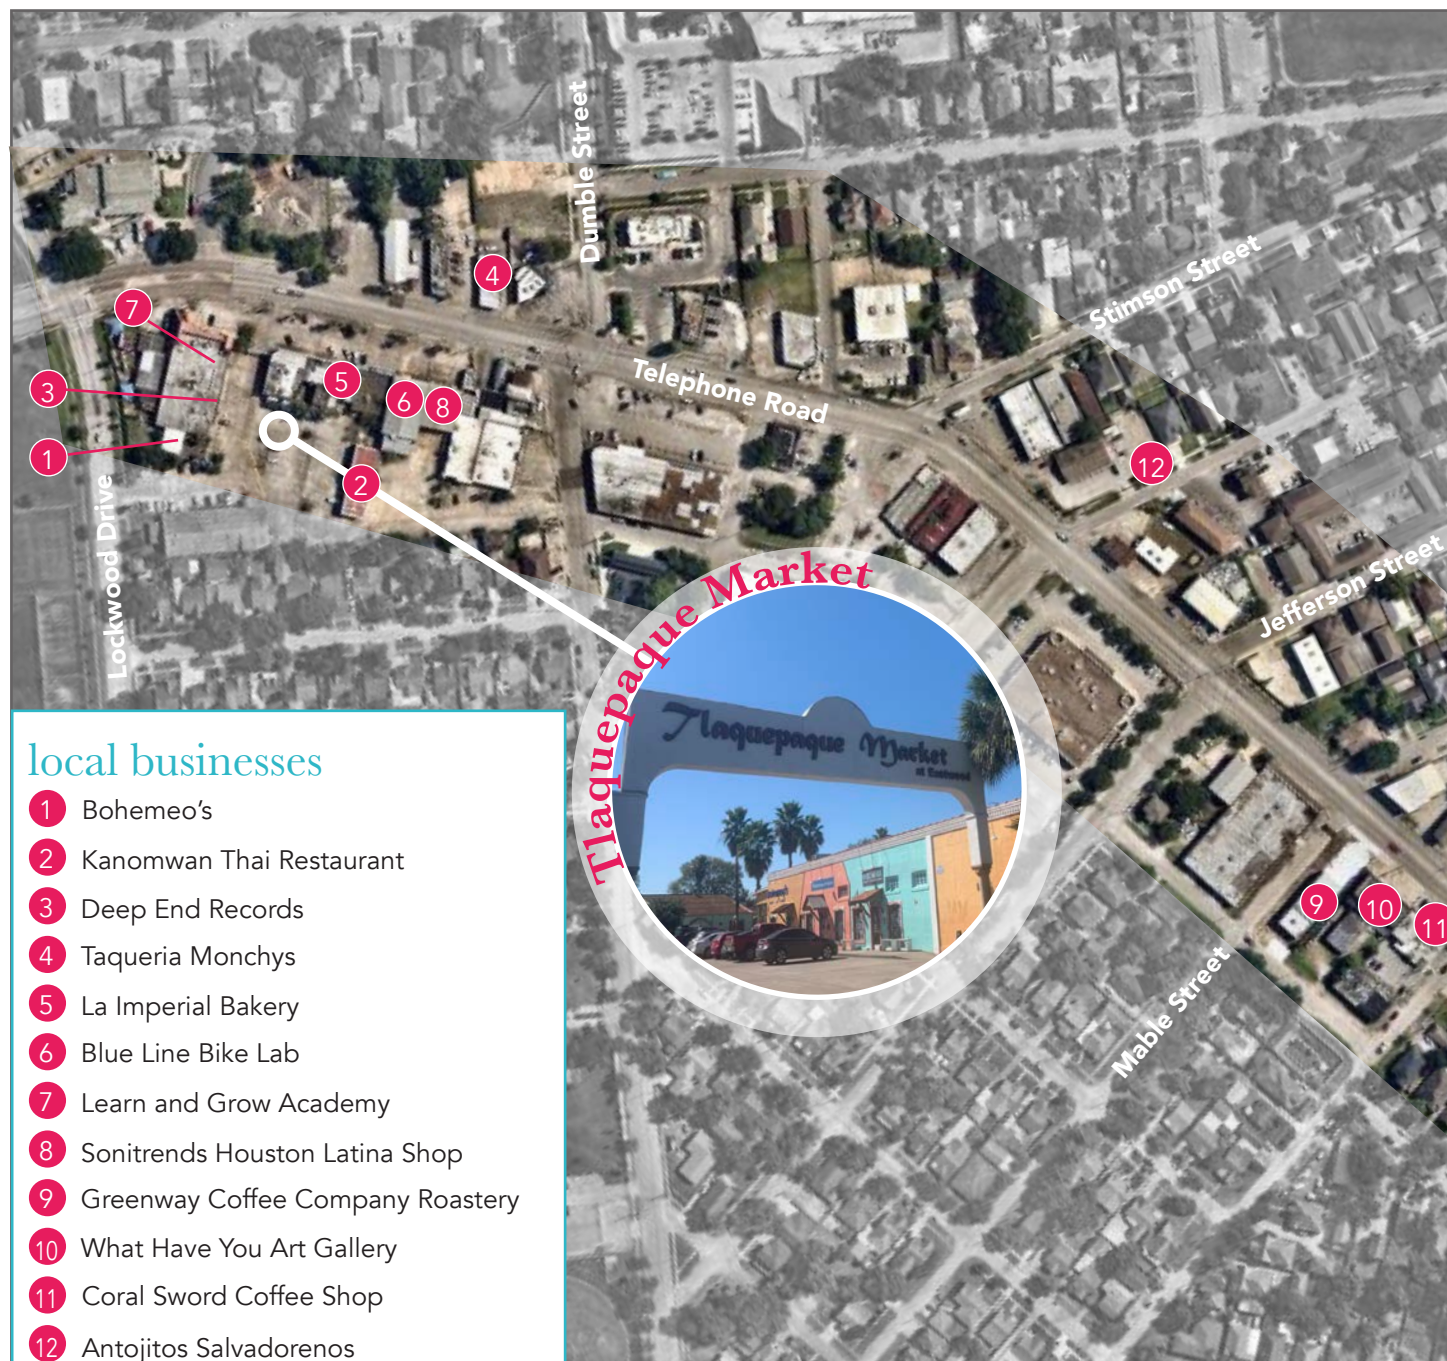 Dumble Street
Stimson Street
7
4
Telephone Road
3
5
6
8
1
2
12
Lockwood Drive
Jefferson Street
Tlaquepaque Market
Tlaquepaque Market
at Eastwood
9
10
11
Mable Street
local businesses
1 Bohemeo's
2 Kanomwan Thai Restaurant
3 Deep End Records
4 Taqueria Monchys
5 La Imperial Bakery
6 Blue Line Bike Lab
7 Learn and Grow Academy
8 Sonitrends Houston Latina Shop
9 Greenway Coffee Company Roastery
10 What Have You Art Gallery
11 Coral Sword Coffee Shop
12 Antojitos Salvadorenos